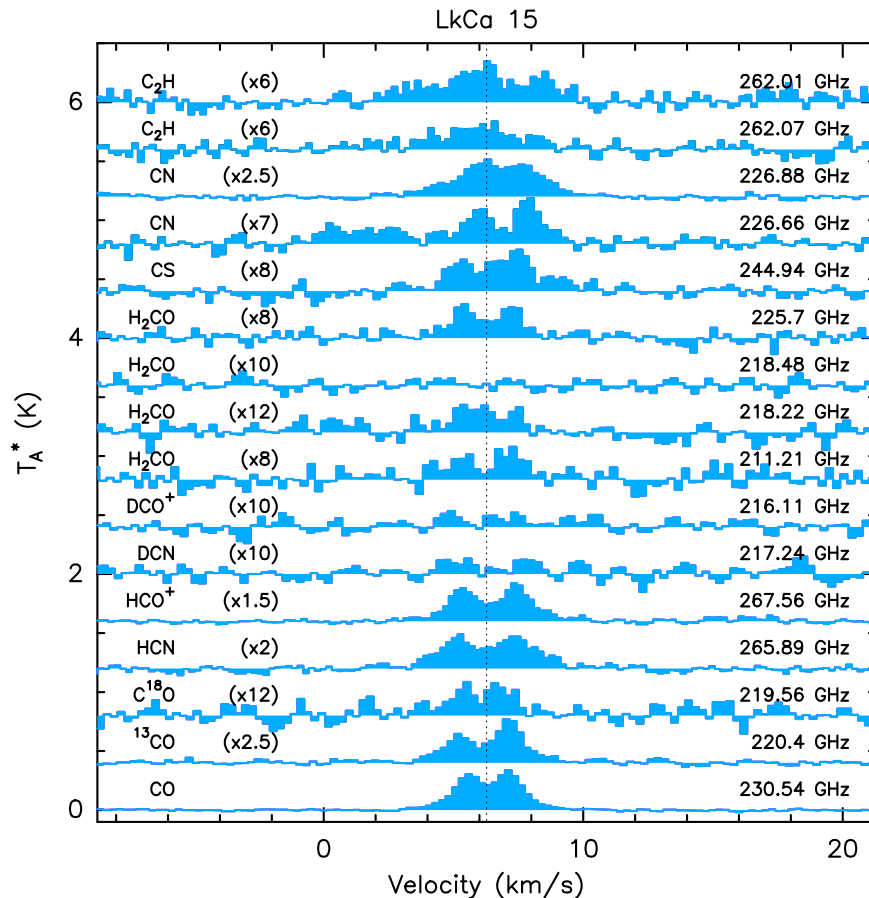 LkCa 15
C₂H (x6) 262.01 GHz
6
C₂H (x6) 262.07 GHz
CN (x2.5) 226.88 GHz
CN (x7) 226.66 GHz
CS (x8) 244.94 GHz
H₂CO (x8) 225.7 GHz
4
H₂CO (x10) 218.48 GHz
H₂CO (x12) 218.22 GHz
H₂CO (x8) 211.21 GHz
DCO⁺ (x10) 216.11 GHz
DCN (x10) 217.24 GHz
2
HCO⁺ (x1.5) 267.56 GHz
HCN (x2) 265.89 GHz
C¹⁸O (x12) 219.56 GHz
¹³CO (x2.5) 220.4 GHz
CO 230.54 GHz
0
T_A* (K)
0 10 20
Velocity (km/s)